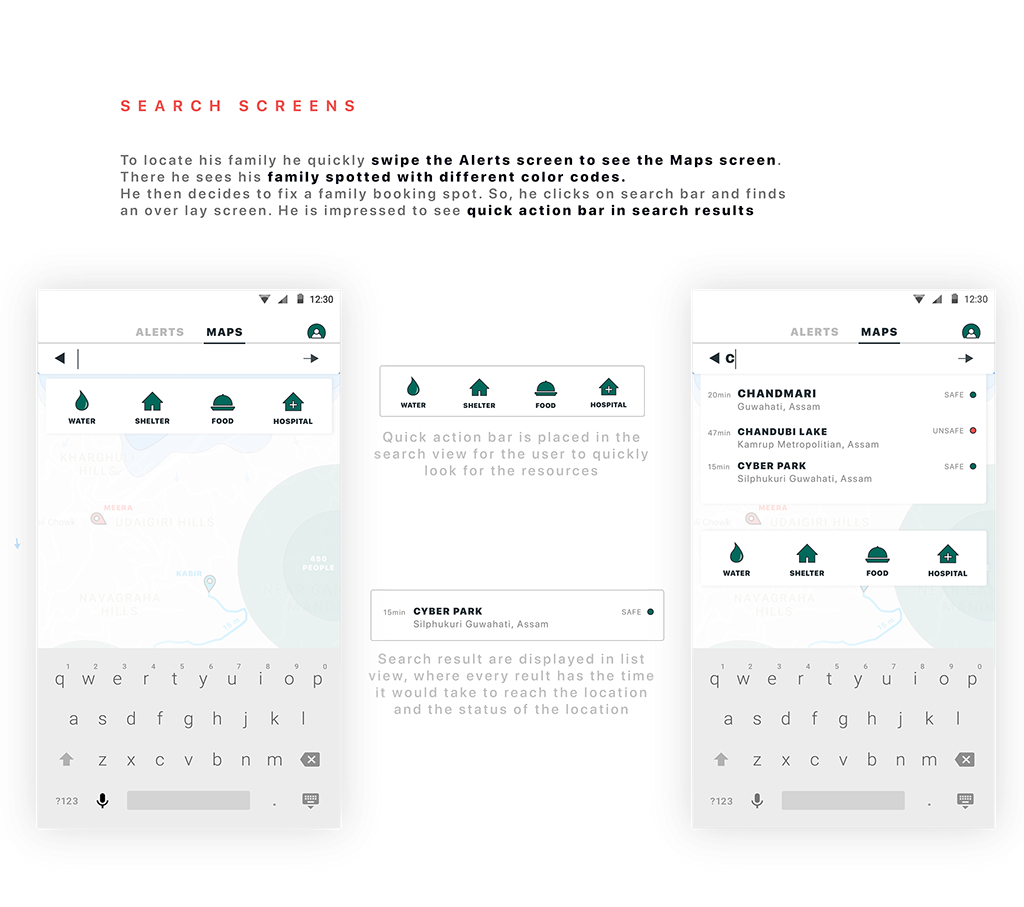 SEARCH SCREENS
To locate his family he quickly swipe the Alerts screen to see the Maps screen.
There he sees his family spotted with different color codes.
He then decides to fix a family booking spot. So, he clicks on search bar and finds
an over lay screen. He is impressed to see quick action bar in search results
12:30
ALERTS MAPS
WATER SHELTER FOOD HOSPITAL
KHARGHULI
HILLS
MEERA
UDAIGIRI HILLS
450
PEOPLE
KABIR
NAVAGRAHA
HILLS
15 m
1 2 3 4 5 6 7 8 9 0
q w e r t y u i o p
a s d f g h j k l
z x c v b n m
?123 .
WATER SHELTER FOOD HOSPITAL
Quick action bar is placed in the
search view for the user to quickly
look for the resources
15min CYBER PARK SAFE
Silphukuri Guwahati, Assam
Search result are displayed in list
view, where every reult has the time
it would take to reach the location
and the status of the location
12:30
ALERTS MAPS
c
20min CHANDMARI SAFE
Guwahati, Assam
47min CHANDUBI LAKE UNSAFE
Kamrup Metropolitian, Assam
15min CYBER PARK SAFE
Silphukuri Guwahati, Assam
MEERA
UDAIGIRI HILLS
WATER SHELTER FOOD HOSPITAL
NAVAGRAHA
HILLS
15 m
1 2 3 4 5 6 7 8 9 0
q w e r t y u i o p
a s d f g h j k l
z x c v b n m
?123 .